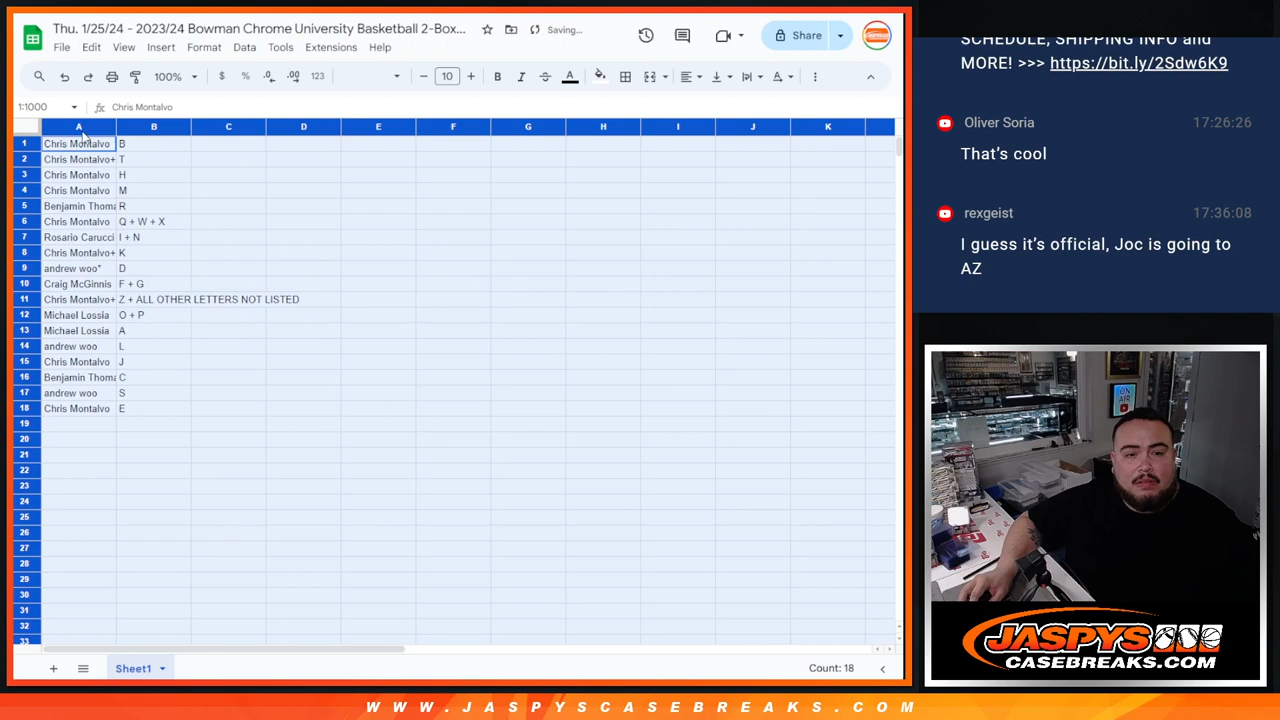 Thu. 1/25/24 - 2023/24 Bowman Chrome University Basketball 2-Box...
Saving...
Share
File Edit View Insert Format Data Tools Extensions Help
100% $ % .0 .00 123 10 B I S A
1:1000 fx Chris Montalvo
A B C D E F G H I J K
1 Chris Montalvo B
2 Chris Montalvo+ T
3 Chris Montalvo H
4 Chris Montalvo M
5 Benjamin Thoma R
6 Chris Montalvo Q + W + X
7 Rosario Carucci I + N
8 Chris Montalvo+ K
9 andrew woo* D
10 Craig McGinnis F + G
11 Chris Montalvo+ Z + ALL OTHER LETTERS NOT LISTED
12 Michael Lossia O + P
13 Michael Lossia A
14 andrew woo L
15 Chris Montalvo J
16 Benjamin Thoma C
17 andrew woo S
18 Chris Montalvo E
19
20
21
22
23
24
25
26
27
28
29
30
31
32
33
Sheet1
Count: 18
SCHEDULE, SHIPPING INFO and
MORE! >>> https://bit.ly/2Sdw6K9
Oliver Soria 17:26:26
That's cool
rexgeist 17:36:08
I guess it's official, Joc is going to
AZ
ON
AIR
JASPYS
CASEBREAKS.COM
WWW.JASPYSCASEBREAKS.COM